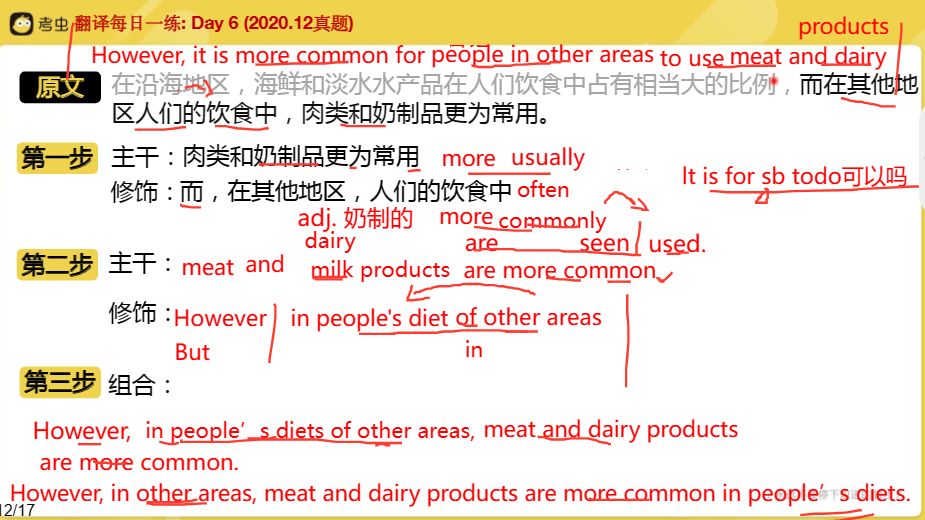 考虫 翻译每日一练: Day 6 (2020.12真题)
products
However, it is more common for people in other areas to use meat and dairy
原文 在沿海地区，海鲜和淡水水产品在人们饮食中占有相当大的比例，而在其他地
区人们的饮食中，肉类和奶制品更为常用。
第一步 主干：肉类和奶制品更为常用 more usually
It is for sb todo可以吗
修饰：而，在其他地区，人们的饮食中 often
adj. 奶制的 more commonly
dairy are seen used.
第二步 主干： meat and milk products are more common
修饰： However in people's diet of other areas
But in
第三步 组合：
However, in people's diets of other areas, meat and dairy products
are more common.
However, in other areas, meat and dairy products are more common in people's diets.
12/17